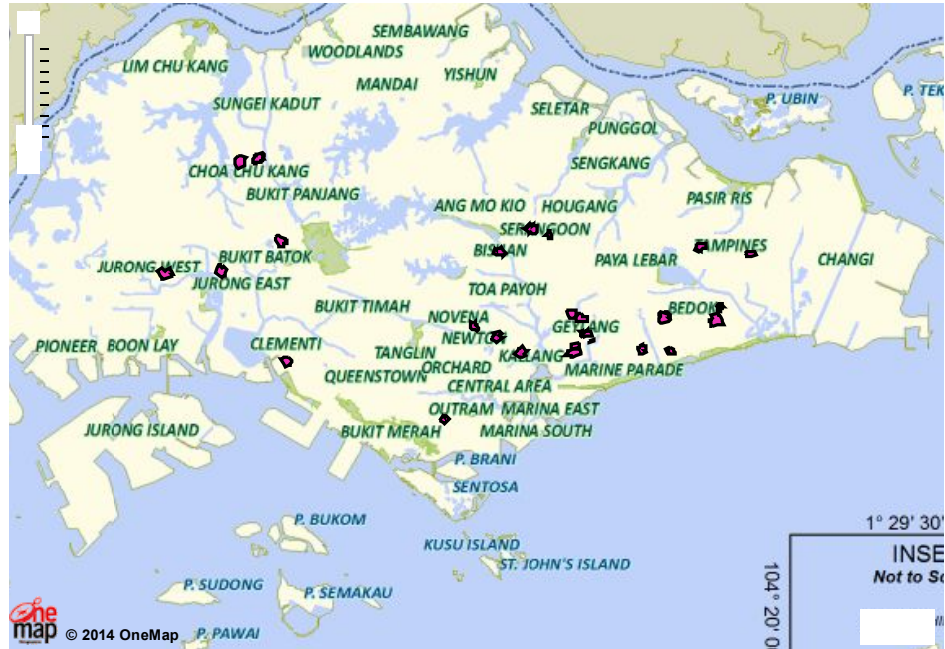 SEMBAWANG
WOODLANDS
LIM CHU KANG
MANDAI
YISHUN
P. UBIN
P. TEK
SUNGEI KADUT
SELETAR
PUNGGOL
SENGKANG
CHOA CHU KANG
BUKIT PANJANG
PASIR RIS
ANG MO KIO
HOUGANG
SERANGOON
BISHAN
TAMPINES
BUKIT BATOK
JURONG WEST
PAYA LEBAR
CHANGI
JURONG EAST
TOA PAYOH
BUKIT TIMAH
NOVENA
BEDOK
GEYLANG
NEWTON
PIONEER
BOON LAY
CLEMENTI
TANGLIN
KALLANG
ORCHARD
MARINE PARADE
QUEENSTOWN
CENTRAL AREA
OUTRAM
MARINA EAST
JURONG ISLAND
BUKIT MERAH
MARINA SOUTH
P. BRANI
SENTOSA
P. BUKOM
1° 29' 30'
KUSU ISLAND
INSE
ST. JOHN'S ISLAND
Not to Sc
104° 20' 0
P. SUDONG
P. SEMAKAU
one
map
© 2014 OneMap
P. PAWAI